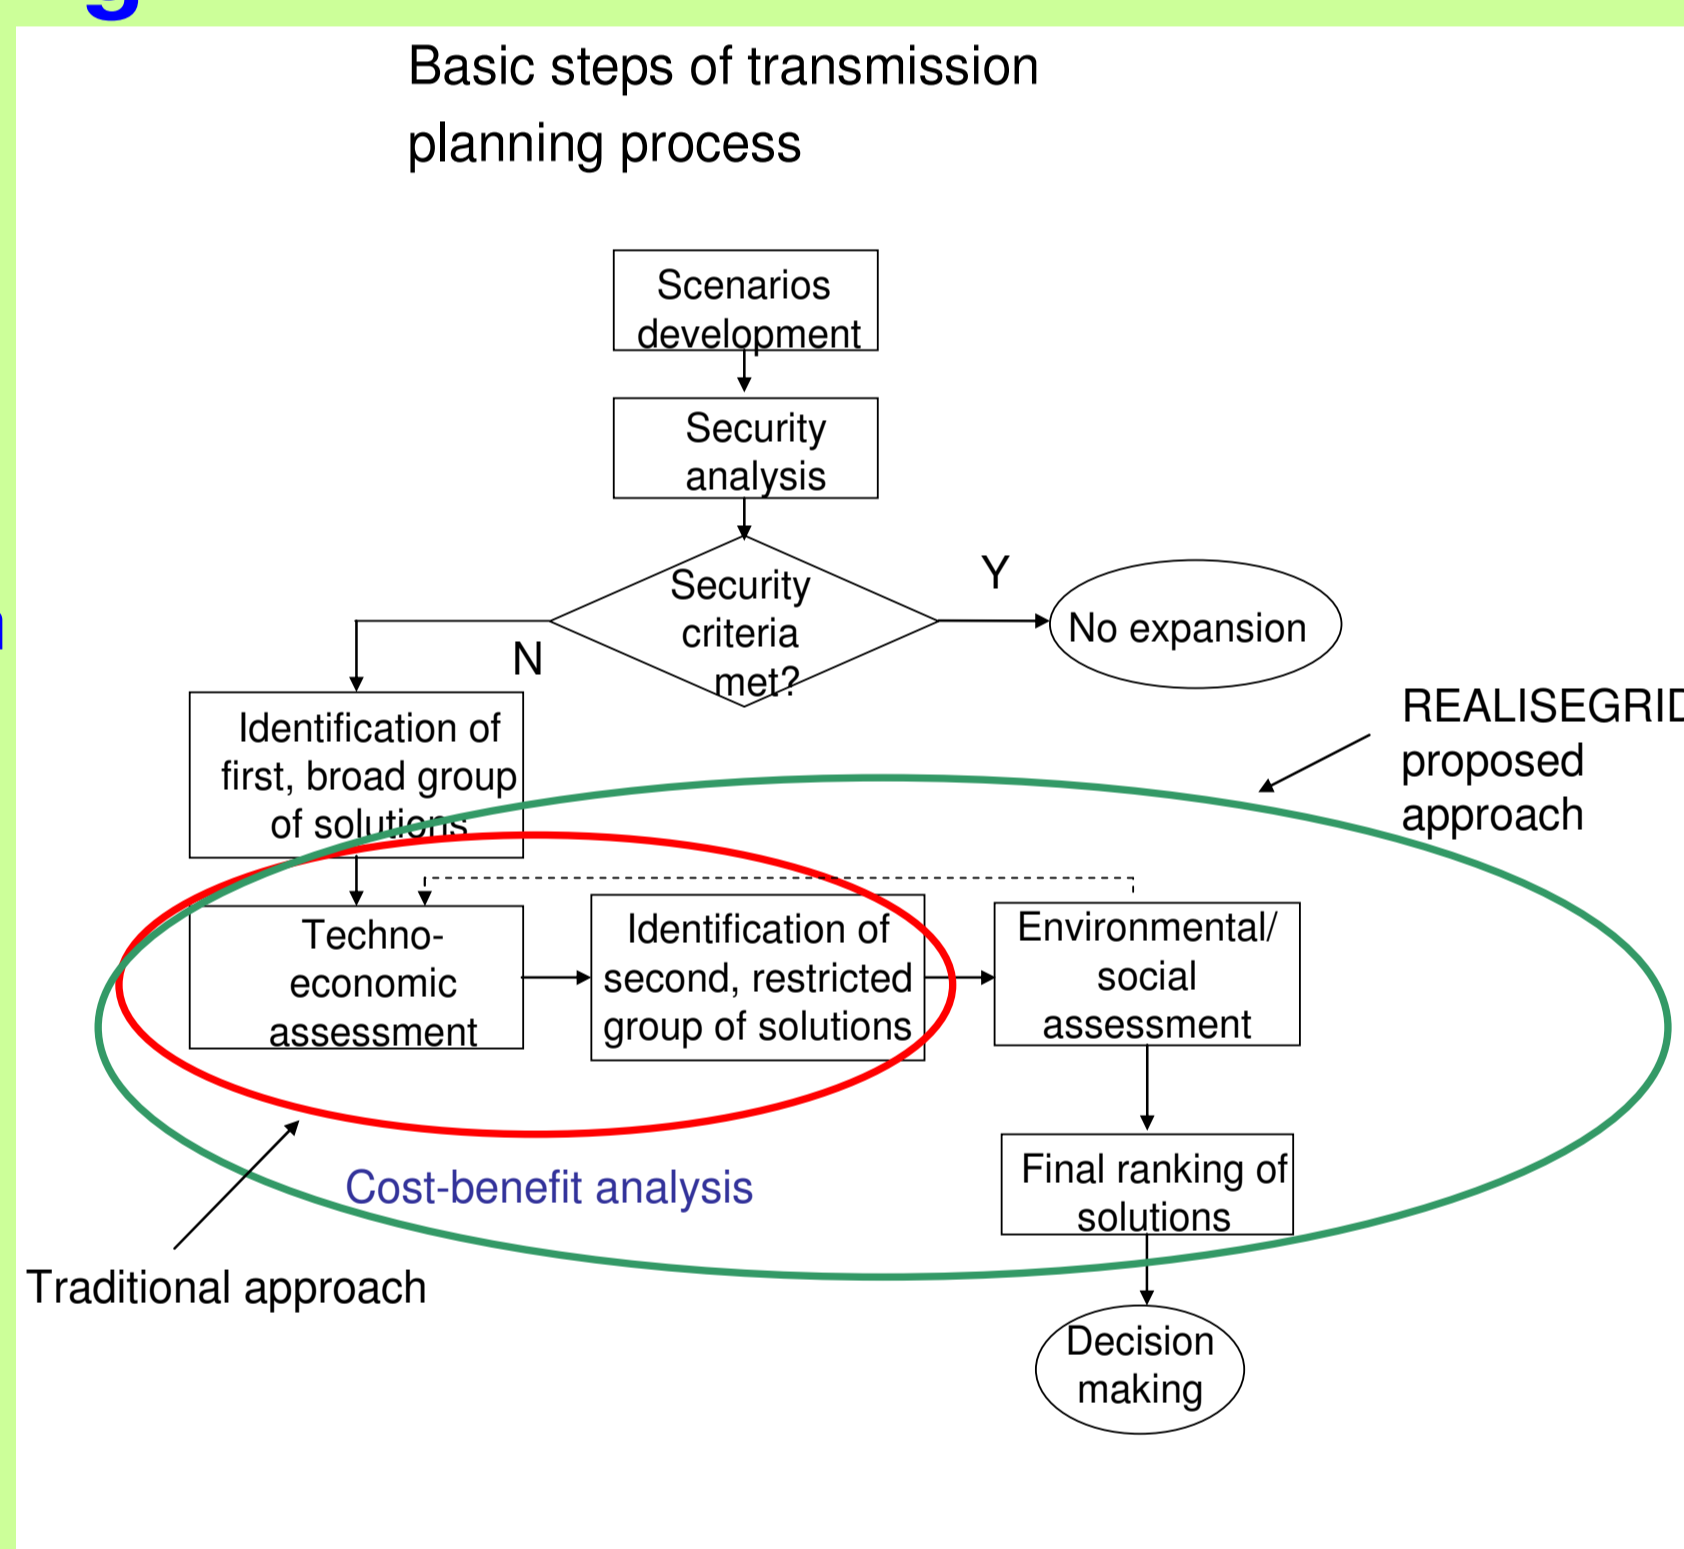 g
Basic steps of transmission
planning process
Scenarios
development
Security
analysis
Security
criteria
met?
Y
No expansion
N
n
Identification of
first, broad group
of solutions
REALISEGRID
proposed
approach
Techno-
economic
assessment
Identification of
second, restricted
group of solutions
Environmental/
social
assessment
Final ranking of
solutions
Cost-benefit analysis
Traditional approach
Decision
making